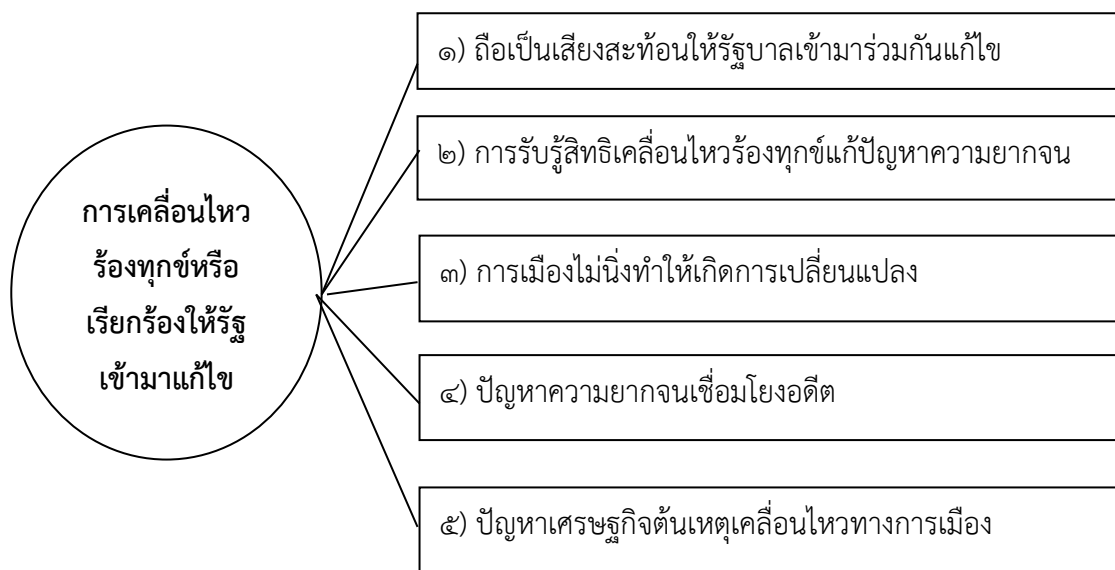 การเคลื่อนไหว
ร้องทุกข์หรือ
เรียกร้องให้รัฐ
เข้ามาแก้ไข
๑) ถือเป็นเสียงสะท้อนให้รัฐบาลเข้ามาร่วมกันแก้ไข
๒) การรับรู้สิทธิเคลื่อนไหวร้องทุกข์แก้ปัญหาความยากจน
๓) การเมืองไม่นิ่งทำให้เกิดการเปลี่ยนแปลง
๔) ปัญหาความยากจนเชื่อมโยงอดีต
๕) ปัญหาเศรษฐกิจต้นเหตุเคลื่อนไหวทางการเมือง